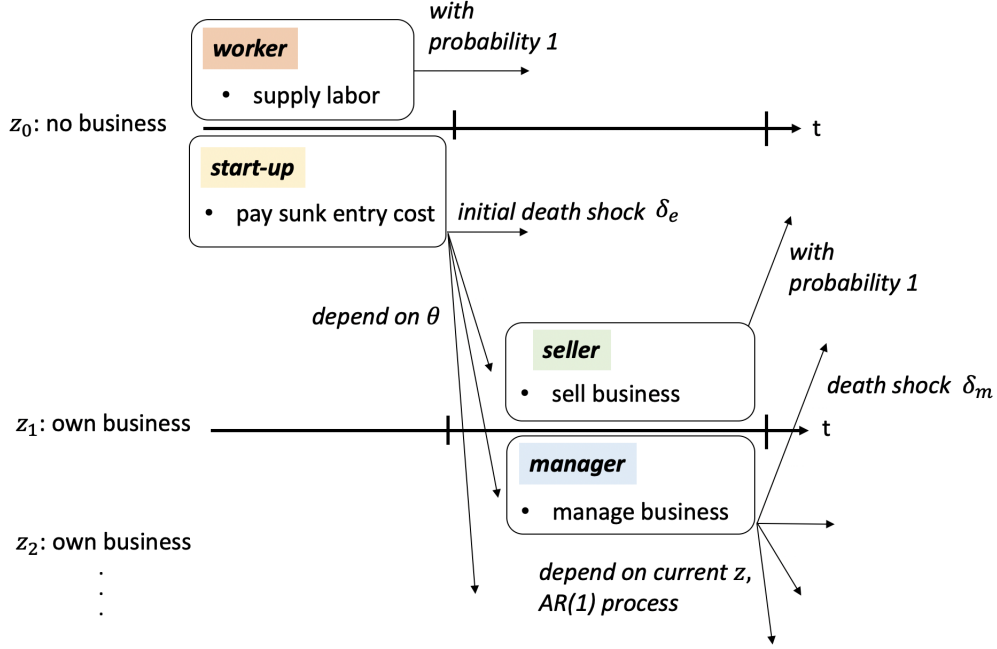 with
probability 1
worker
• supply labor
z₀: no business
t
start-up
• pay sunk entry cost
initial death shock δₑ
with
probability 1
depend on θ
seller
• sell business
death shock δₘ
z₁: own business
t
manager
• manage business
z₂: own business
depend on current z,
AR(1) process
.
.
.